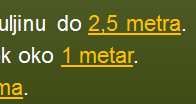 uljinu do 2,5 metra.
k oko 1 metar.
ma.